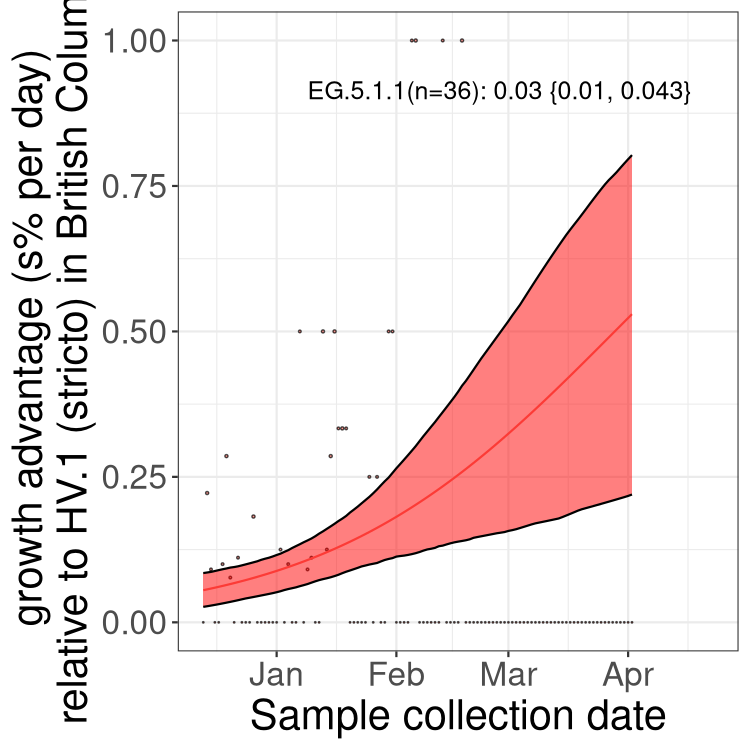 growth advantage (s% per day)
relative to HV.1 (stricto) in British Colum
1.00
0.75
0.50
0.25
0.00
EG.5.1.1(n=36): 0.03 {0.01, 0.043}
Jan Feb Mar Apr
Sample collection date